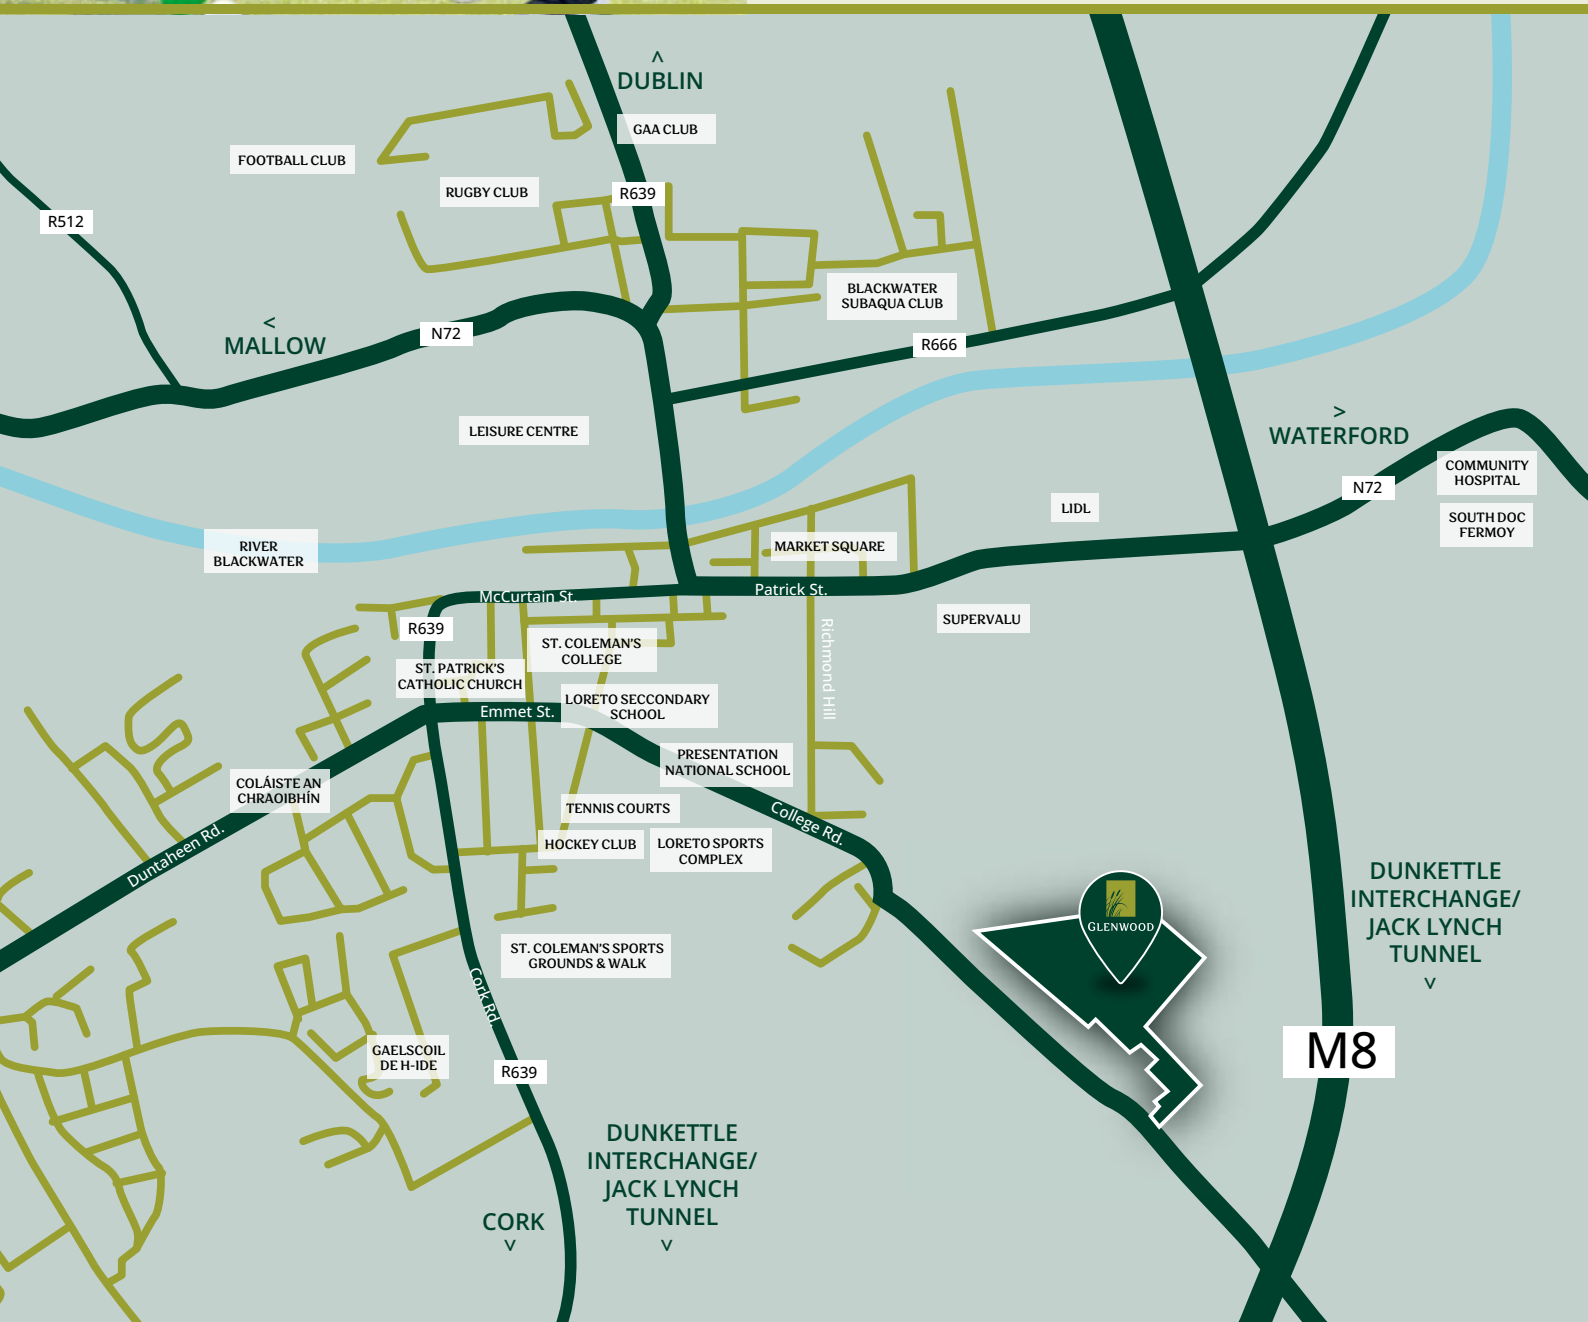 ^
DUBLIN
GAA CLUB
FOOTBALL CLUB
RUGBY CLUB
R639
R512
BLACKWATER
SUBAQUA CLUB
<
MALLOW
N72
R666
>
WATERFORD
LEISURE CENTRE
COMMUNITY
HOSPITAL
N72
LIDL
SOUTH DOC
FERMOY
RIVER
BLACKWATER
MARKET SQUARE
McCurtain St.
Patrick St.
SUPERVALU
R639
Richmond Hill
ST. COLEMAN'S
COLLEGE
ST. PATRICK'S
CATHOLIC CHURCH
LORETO SECCONDARY
SCHOOL
Emmet St.
PRESENTATION
NATIONAL SCHOOL
COLÁISTE AN
CHRAOIBHÍN
TENNIS COURTS
College Rd.
HOCKEY CLUB
LORETO SPORTS
COMPLEX
Duntaheen Rd.
DUNKETTLE
INTERCHANGE/
JACK LYNCH
TUNNEL
v
GLENWOOD
ST. COLEMAN'S SPORTS
GROUNDS & WALK
Cork Rd.
GAELSCOIL
DE H-IDE
R639
M8
DUNKETTLE
INTERCHANGE/
JACK LYNCH
TUNNEL
v
CORK
v